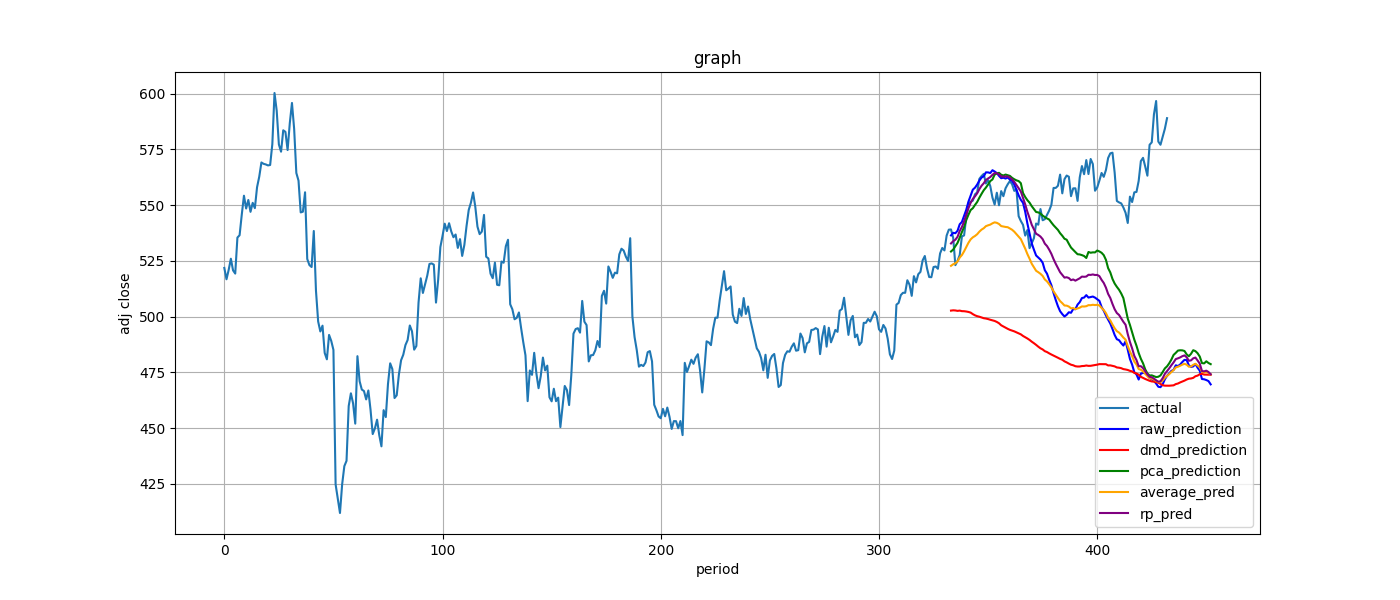 graph
600
575
550
525
500
475
450
425
adj close
0
100
200
300
400
period
actual
raw_prediction
dmd_prediction
pca_prediction
average_pred
rp_pred